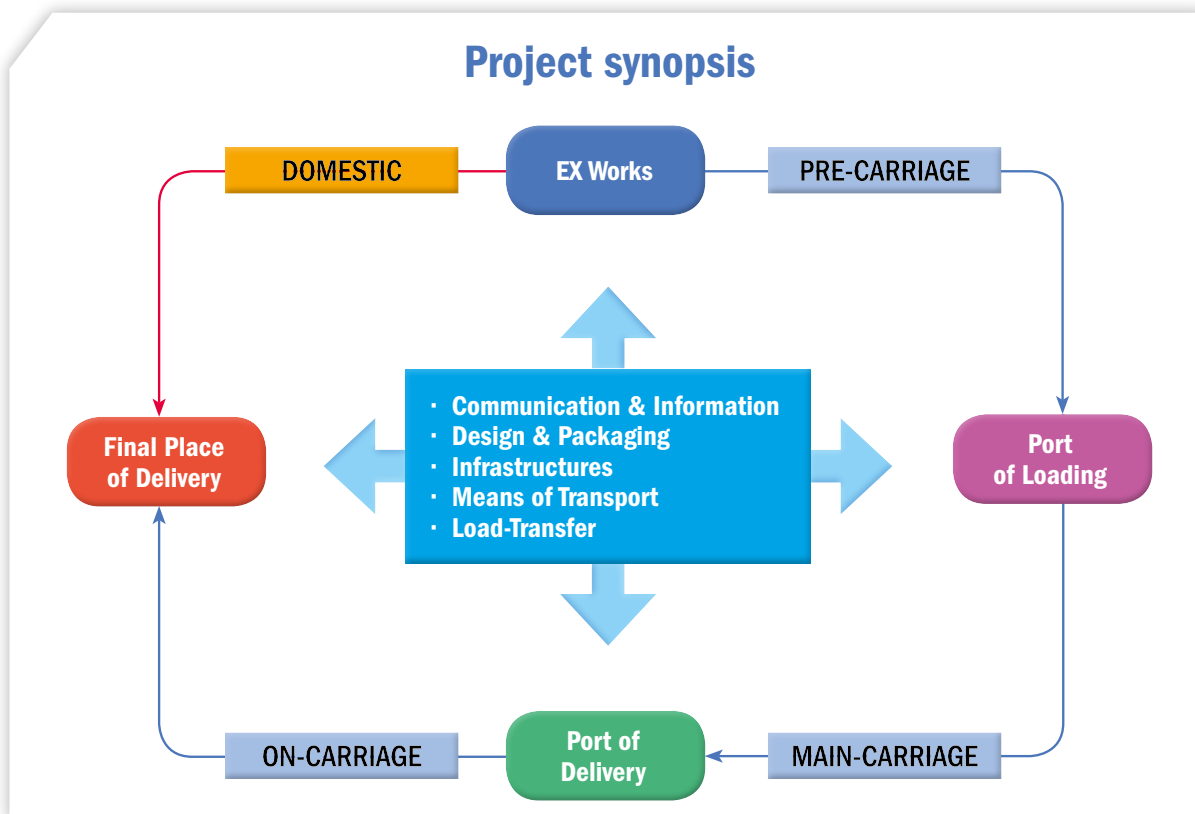 Project synopsis
DOMESTIC
EX Works
PRE-CARRIAGE
· Communication & Information
· Design & Packaging
· Infrastructures
· Means of Transport
· Load-Transfer
Final Place
of Delivery
Port
of Loading
ON-CARRIAGE
Port of
Delivery
MAIN-CARRIAGE